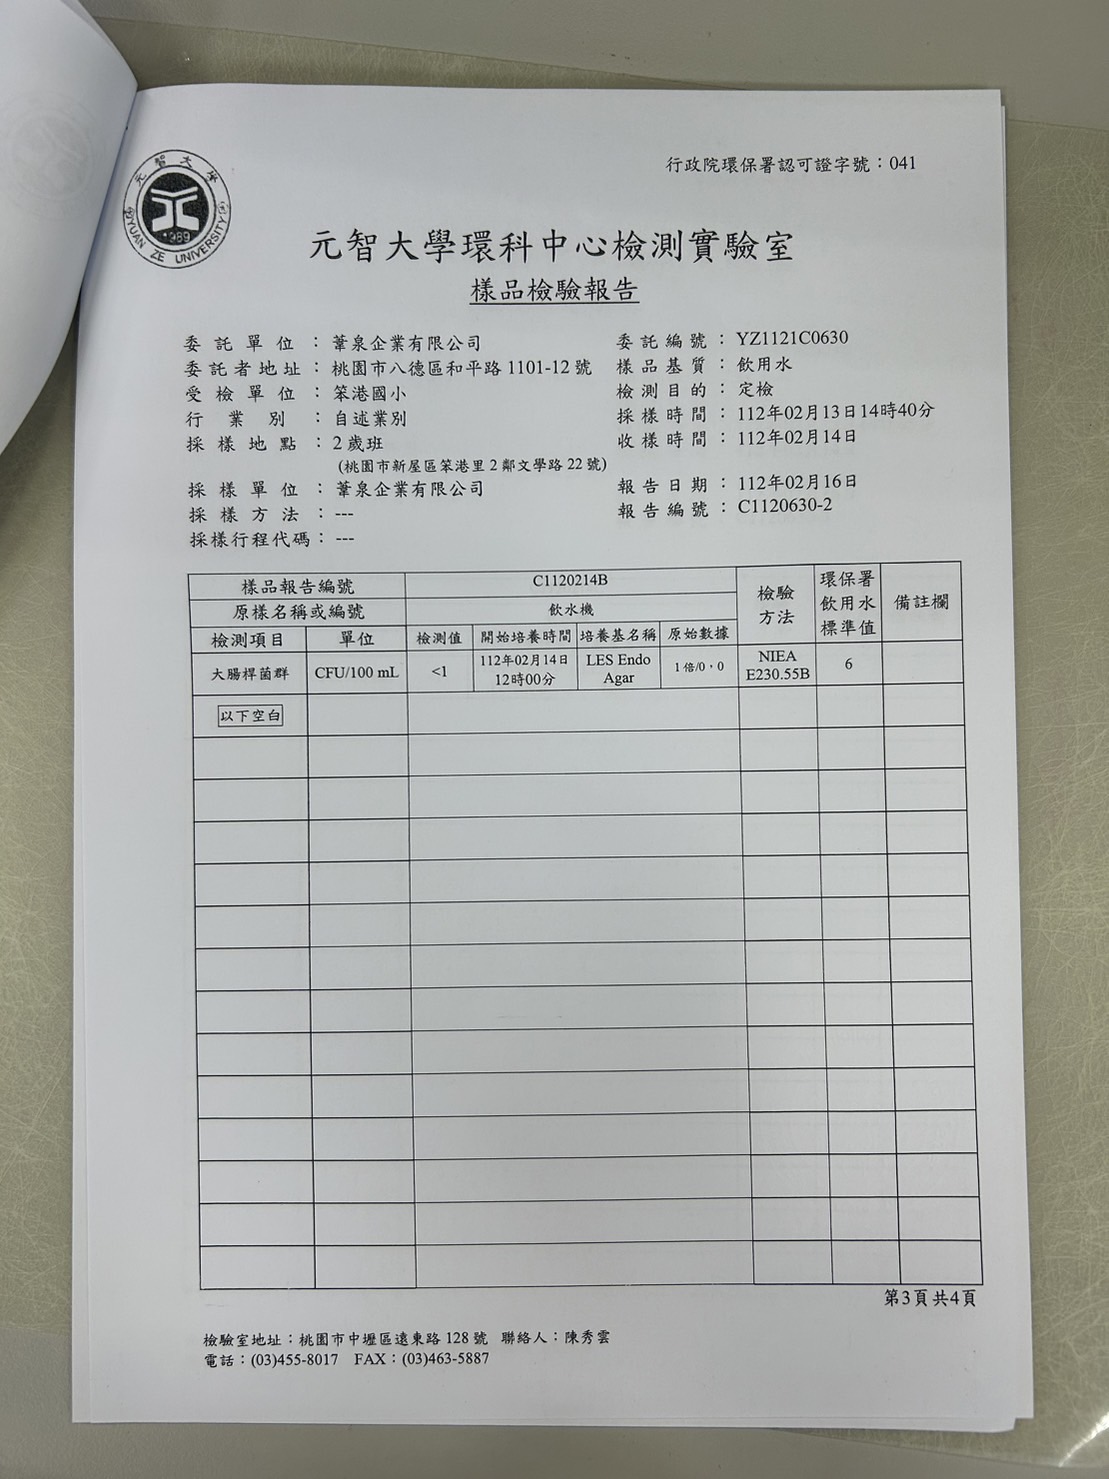 元智大學
YUAN ZE UNIVERSITY
1989
行政院環保署認可證字號：041
元智大學環科中心檢測實驗室
樣品檢驗報告
委託單位：葦泉企業有限公司
委託編號：YZ1121C0630
委託者地址：桃園市八德區和平路1101-12號
樣品基質：飲用水
受檢單位：笨港國小
檢測目的：定檢
行業別：自述業別
採樣時間：112年02月13日14時40分
採樣地點：2歲班
收樣時間：112年02月14日
(桃園市新屋區笨港里2鄰文學路22號)
採樣單位：葦泉企業有限公司
報告日期：112年02月16日
採樣方法：---
報告編號：C1120630-2
採樣行程代碼：---
樣品報告編號 C1120214B 檢驗方法 環保署飲用水標準值 備註欄
原樣名稱或編號 飲水機
檢測項目 單位 檢測值 開始培養時間 培養基名稱 原始數據
大腸桿菌群 CFU/100 mL <1 112年02月14日12時00分 LES Endo Agar 1倍/0，0 NIEA E230.55B 6
以下空白
第3頁共4頁
檢驗室地址：桃園市中壢區遠東路128號 聯絡人：陳秀雲
電話：(03)455-8017 FAX：(03)463-5887